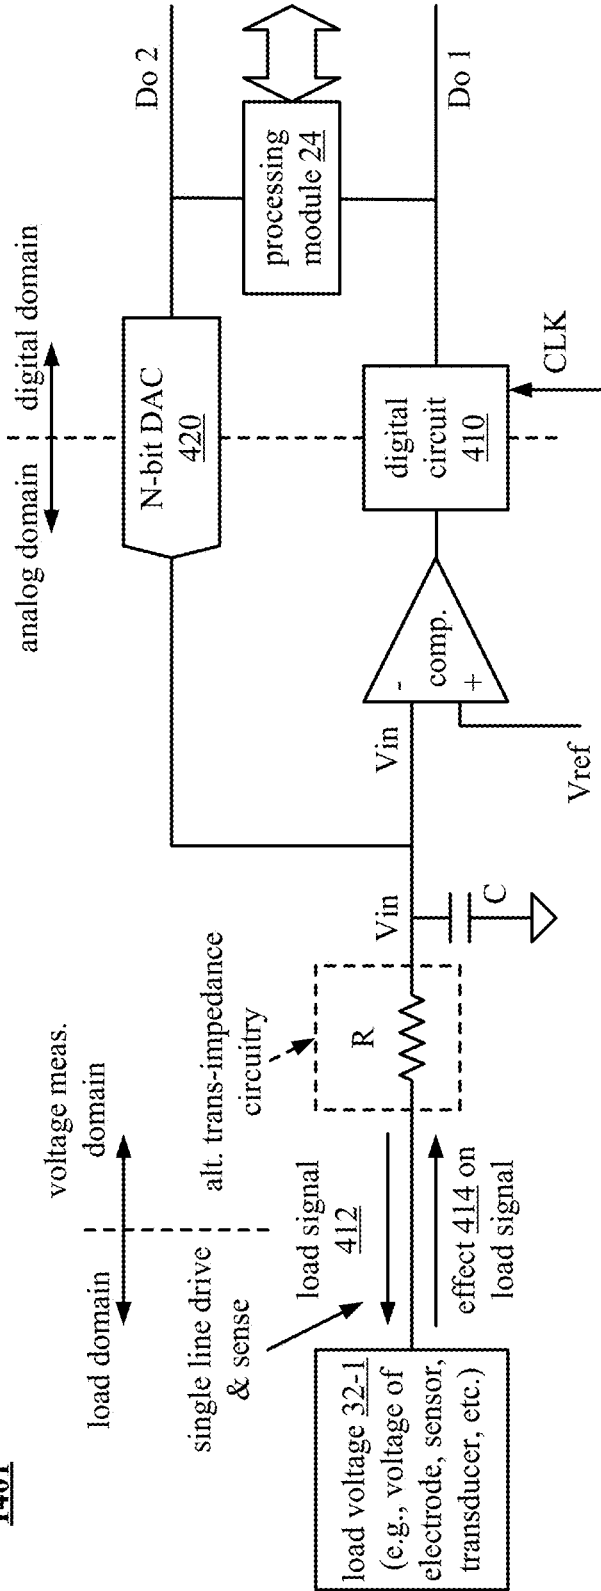 load domain
voltage meas.
domain
analog domain
digital domain
single line drive
& sense
alt. trans-impedance
circuitry
load signal
412
effect 414 on
load signal
load voltage 32-1
(e.g., voltage of
electrode, sensor,
transducer, etc.)
R
Vin
C
Vin
Vref
-
comp.
+
N-bit DAC
420
digital
circuit
410
CLK
processing
module 24
Do 2
Do 1